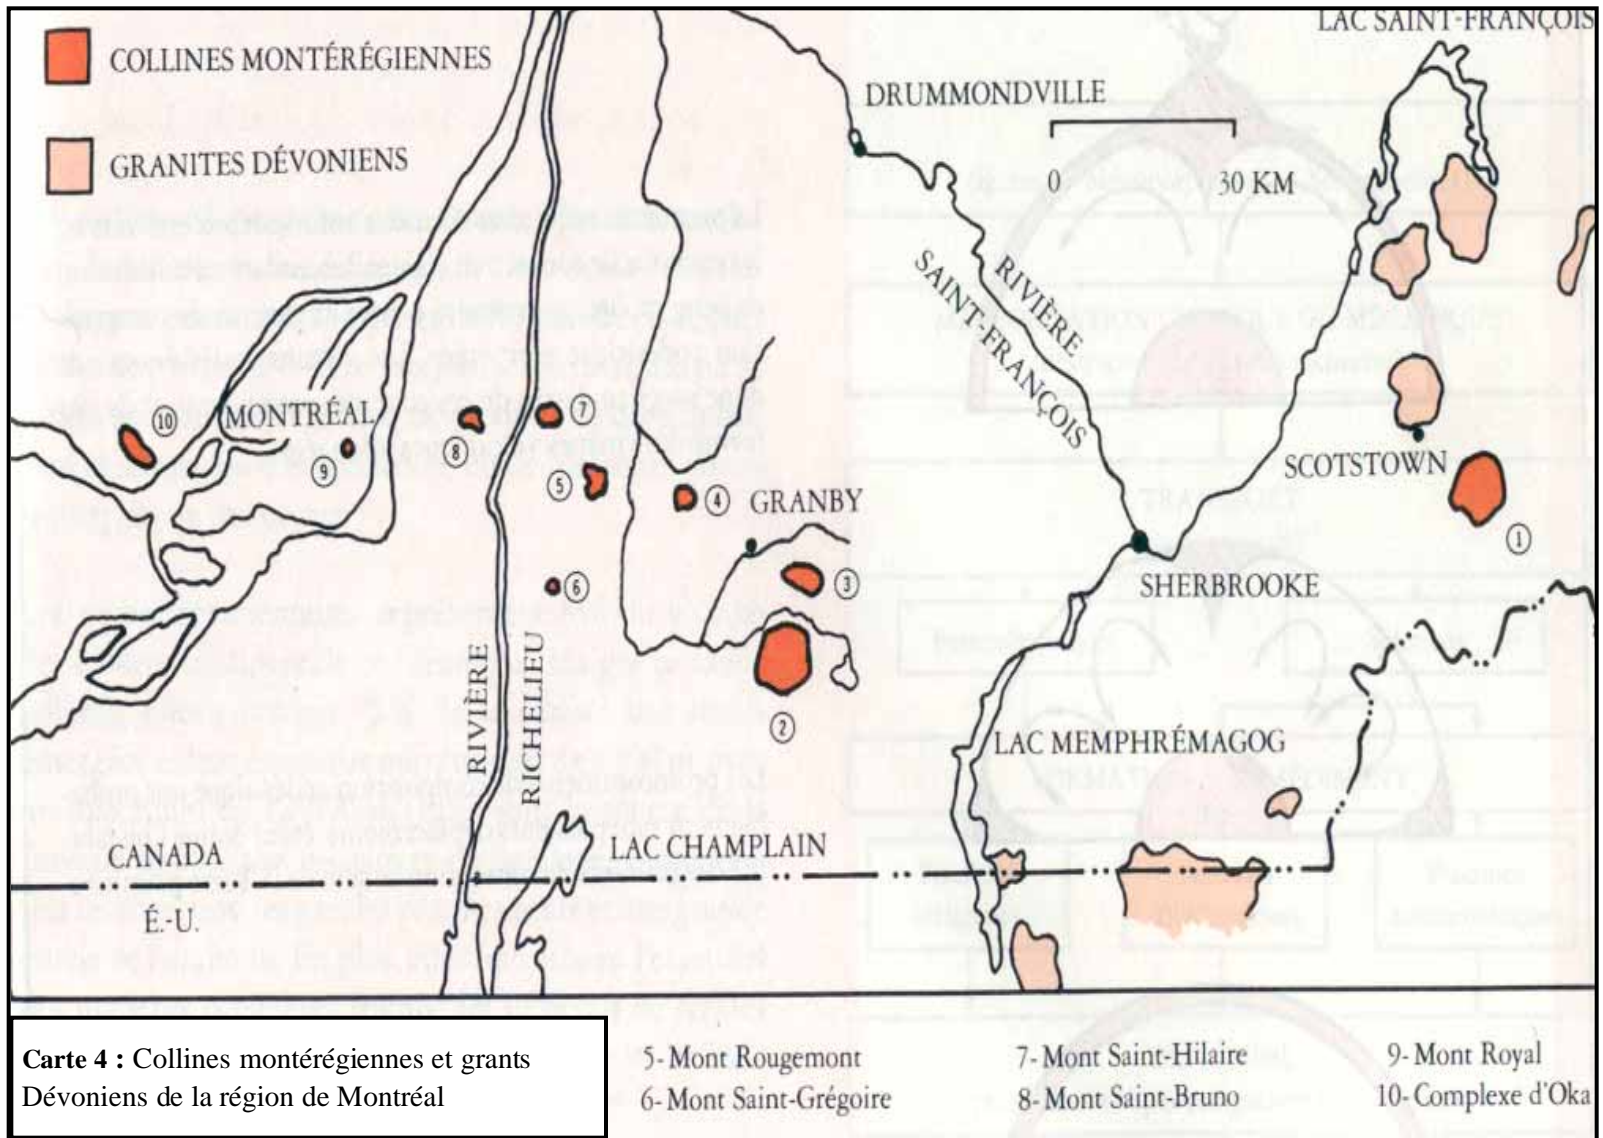 COLLINES MONTÉRÉGIENNES
GRANITES DÉVONIENS
LAC SAINT-FRANÇOIS
DRUMMONDVILLE
0 30 KM
RIVIÈRE
SAINT-FRANÇOIS
MONTRÉAL
10
9
8
7
5
4
GRANBY
SCOTSTOWN
1
3
6
SHERBROOKE
2
RIVIÈRE
RICHELIEU
LAC MEMPHRÉMAGOG
CANADA
É.-U.
LAC CHAMPLAIN
Carte 4 : Collines montérégiennes et grants
Dévoniens de la région de Montréal
5- Mont Rougemont
6- Mont Saint-Grégoire
7- Mont Saint-Hilaire
8- Mont Saint-Bruno
9- Mont Royal
10- Complexe d'Oka